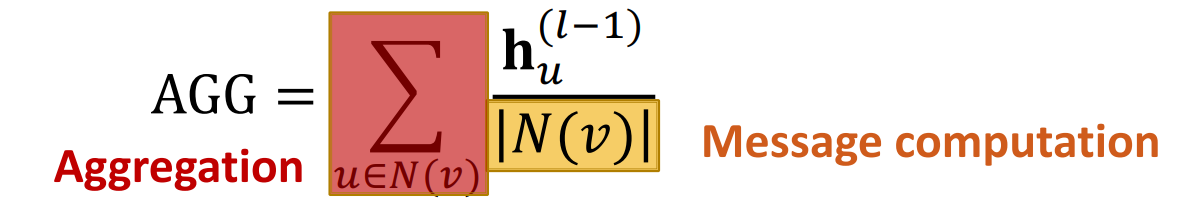 AGG = ∑_{u∈N(v)} 𝐡_u^{(l−1)} / |N(v)|
Aggregation
Message computation